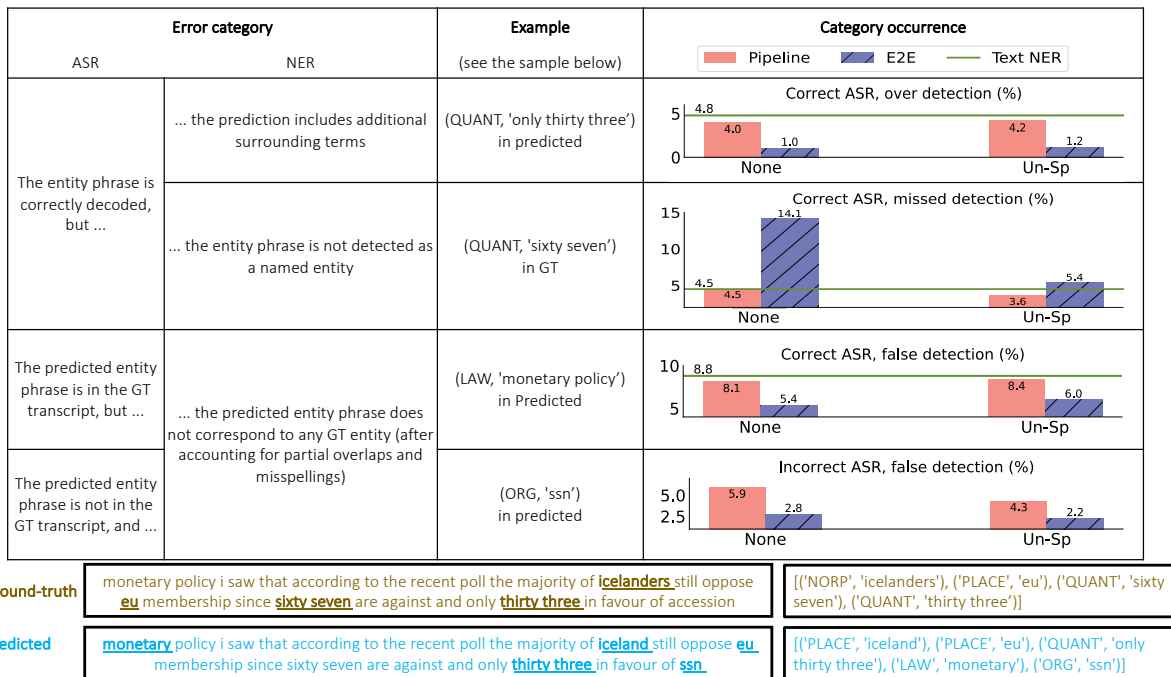 Error category
Example
Category occurrence
ASR
NER
(see the sample below)
Pipeline
E2E
Text NER
The entity phrase is
correctly decoded,
but ...
... the prediction includes additional
surrounding terms
(QUANT, 'only thirty three')
in predicted
Correct ASR, over detection (%)
5
0
4.8
4.0
1.0
4.2
1.2
None
Un-Sp
... the entity phrase is not detected as
a named entity
(QUANT, 'sixty seven')
in GT
Correct ASR, missed detection (%)
15
10
5
4.5
4.5
14.1
3.6
5.4
None
Un-Sp
The predicted entity
phrase is in the GT
transcript, but ...
... the predicted entity phrase does
not correspond to any GT entity (after
accounting for partial overlaps and
misspellings)
(LAW, 'monetary policy')
in Predicted
Correct ASR, false detection (%)
10
5
8.8
8.1
5.4
8.4
6.0
None
Un-Sp
The predicted entity
phrase is not in the
GT transcript, and ...
(ORG, 'ssn')
in predicted
Incorrect ASR, false detection (%)
5.0
2.5
5.9
2.8
4.3
2.2
None
Un-Sp
ound-truth
monetary policy i saw that according to the recent poll the majority of icelanders still oppose
eu membership since sixty seven are against and only thirty three in favour of accession
[('NORP', 'icelanders'), ('PLACE', 'eu'), ('QUANT', 'sixty
seven'), ('QUANT', 'thirty three')]
edicted
monetary policy i saw that according to the recent poll the majority of iceland still oppose eu
membership since sixty seven are against and only thirty three in favour of ssn
[('PLACE', 'iceland'), ('PLACE', 'eu'), ('QUANT', 'only
thirty three'), ('LAW', 'monetary'), ('ORG', 'ssn')]